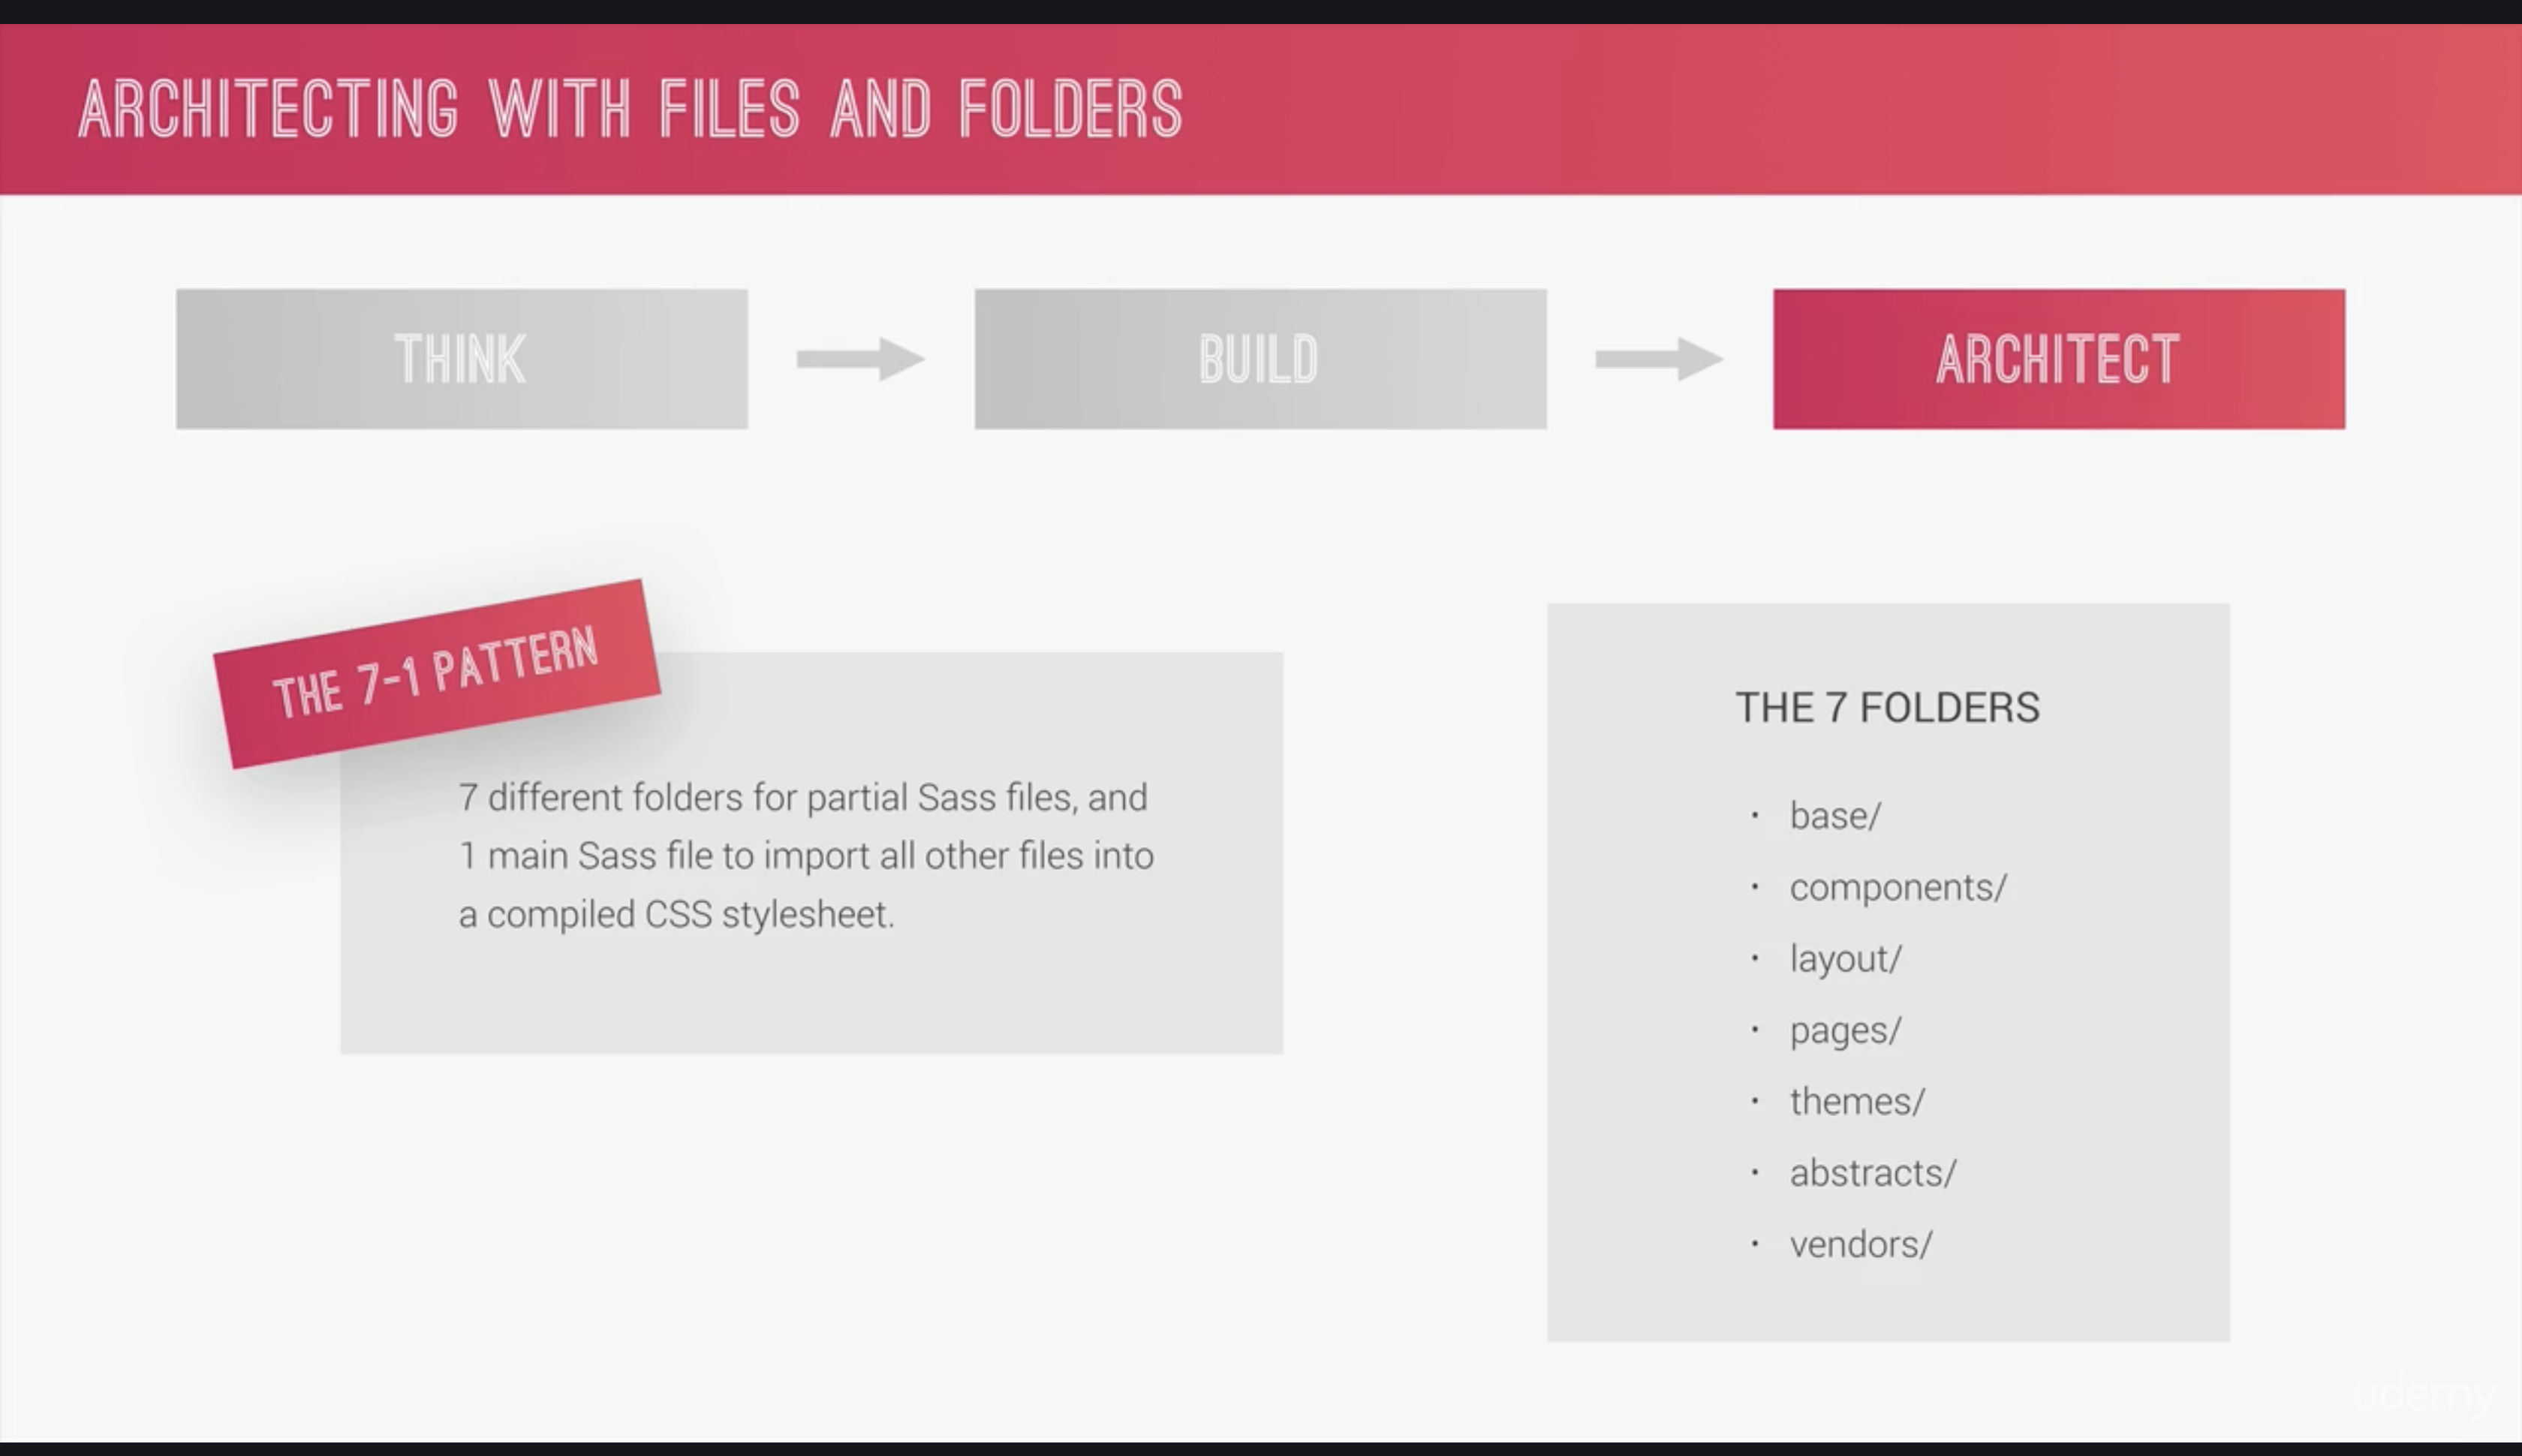 ARCHITECTING WITH FILES AND FOLDERS
THINK
BUILD
ARCHITECT
THE 7-1 PATTERN
7 different folders for partial Sass files, and
1 main Sass file to import all other files into
a compiled CSS stylesheet.
THE 7 FOLDERS
• base/
• components/
• layout/
• pages/
• themes/
• abstracts/
• vendors/
udemy